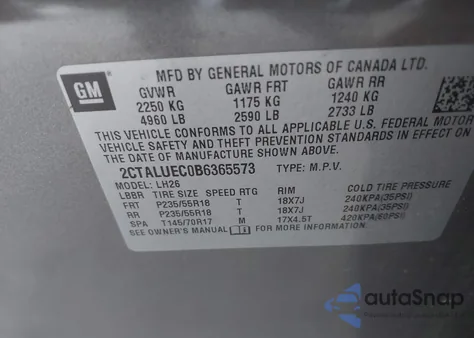 GM
MFD BY GENERAL MOTORS OF CANADA LTD.
GVWR GAWR FRT GAWR RR
2250 KG 1175 KG 1240 KG
4960 LB 2590 LB 2733 LB
THIS VEHICLE CONFORMS TO ALL APPLICABLE U.S. FEDERAL MOTOR
VEHICLE SAFETY AND THEFT PREVENTION STANDARDS IN EFFECT ON
THE DATE OF MANUFACTURE SHOWN ABOVE.
2CTALUEC0B6365573 TYPE: M.P.V.
MODEL: LH26
LBBR TIRE SIZE SPEED RTG RIM COLD TIRE PRESSURE
FRT P235/55R18 T 18X7J 240KPA(35PSI)
RR P235/55R18 T 18X7J 240KPA(35PSI)
SPA T145/70R17 M 17X4.5T 420KPA(60PSI)
SEE OWNER'S MANUAL FOR MORE INFORMATION.
autoSnap